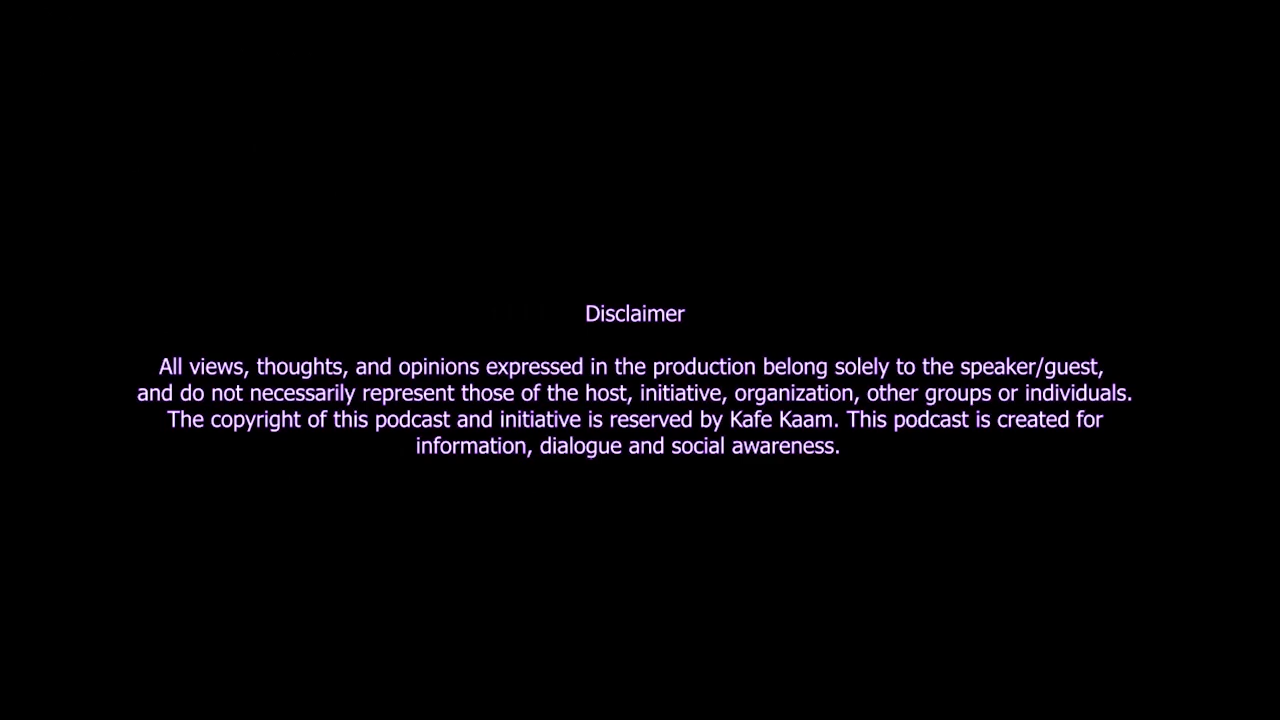 Disclaimer
All views, thoughts, and opinions expressed in the production belong solely to the speaker/guest,
and do not necessarily represent those of the host, initiative, organization, other groups or individuals.
The copyright of this podcast and initiative is reserved by Kafe Kaam. This podcast is created for
information, dialogue and social awareness.